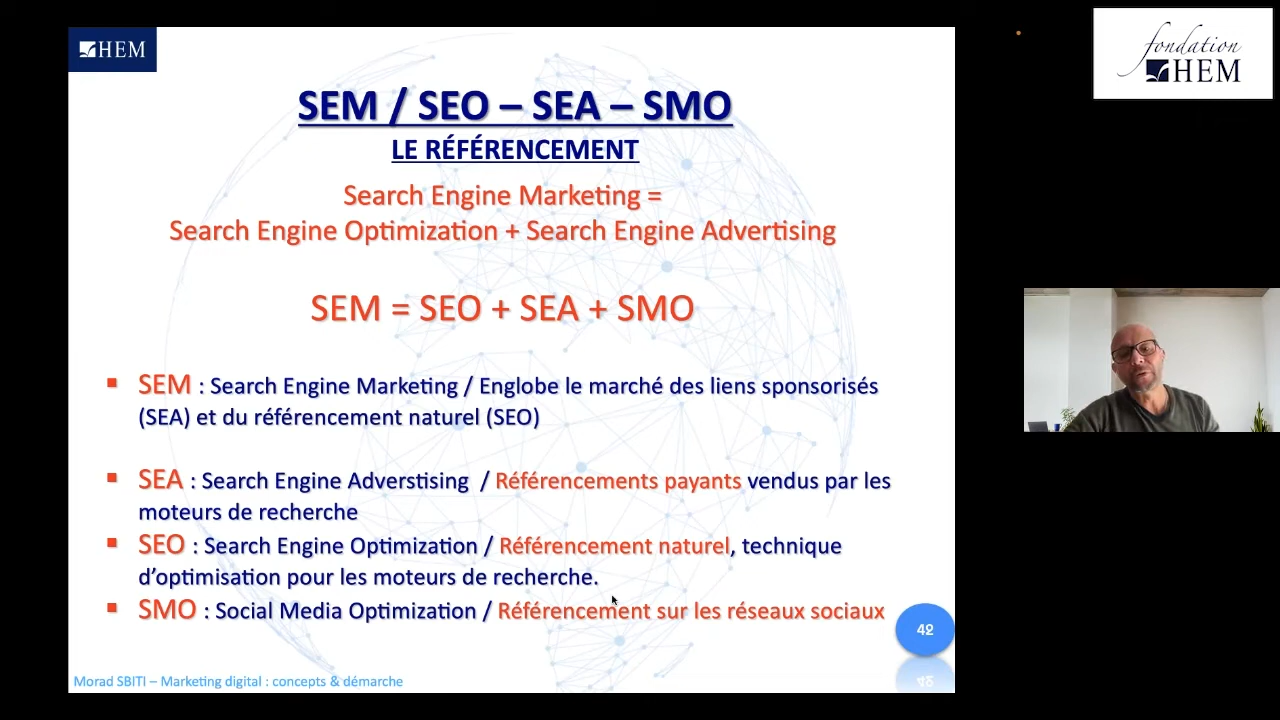 HEM
fondation
HEM
SEM / SEO – SEA – SMO
LE RÉFÉRENCEMENT
Search Engine Marketing =
Search Engine Optimization + Search Engine Advertising
SEM = SEO + SEA + SMO
▪ SEM : Search Engine Marketing / Englobe le marché des liens sponsorisés
(SEA) et du référencement naturel (SEO)
▪ SEA : Search Engine Adverstising / Référencements payants vendus par les
moteurs de recherche
▪ SEO : Search Engine Optimization / Référencement naturel, technique
d’optimisation pour les moteurs de recherche.
▪ SMO : Social Media Optimization / Référencement sur les réseaux sociaux
Morad SBITI – Marketing digital : concepts & démarche